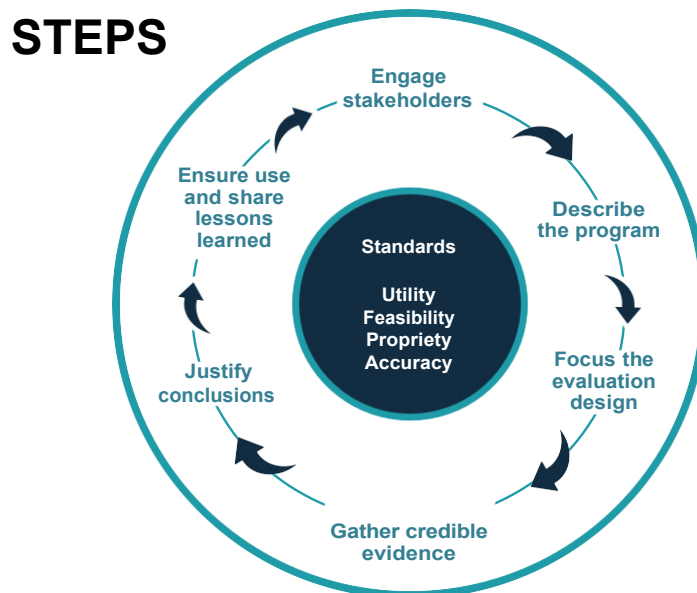 STEPS
Engage
stakeholders
Describe
the program
Focus the
evaluation
design
Gather credible
evidence
Justify
conclusions
Ensure use
and share
lessons
learned
Standards
Utility
Feasibility
Propriety
Accuracy